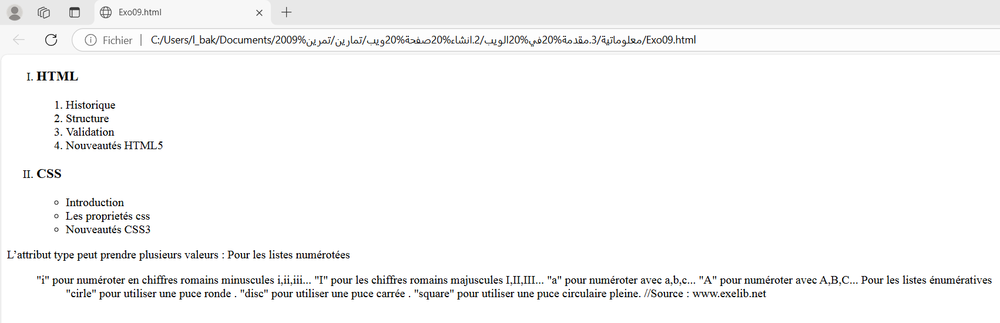 Exo09.html
Fichier | C:/Users/l_bak/Documents/2009%20ويب/تمارين/تمرين%20صفحة%20انشاء.2/الويب%20في%20مقدمة.3/معلوماتية/Exo09.html
I. HTML
1. Historique
2. Structure
3. Validation
4. Nouveautés HTML5
II. CSS
Introduction
Les proprietés css
Nouveautés CSS3
L’attribut type peut prendre plusieurs valeurs : Pour les listes numérotées
"i" pour numéroter en chiffres romains minuscules i,ii,iii... "I" pour les chiffres romains majuscules I,II,III... "a" pour numéroter avec a,b,c... "A" pour numéroter avec A,B,C... Pour les listes énumératives
"cirle" pour utiliser une puce ronde . "disc" pour utiliser une puce carrée . "square" pour utiliser une puce circulaire pleine. //Source : www.exelib.net